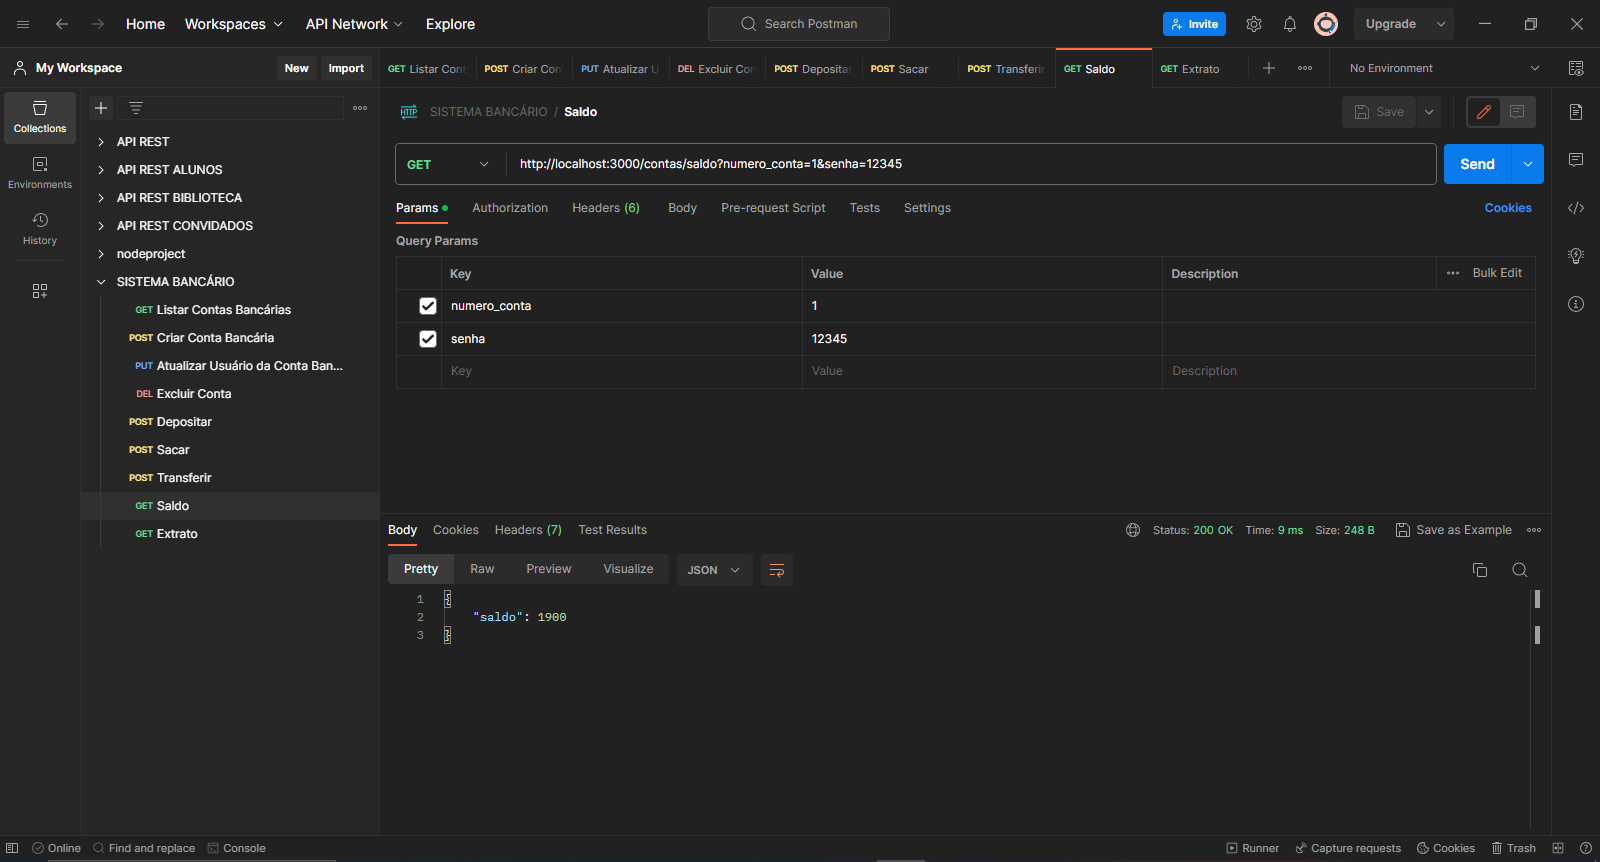 Home Workspaces API Network Explore Search Postman Invite Upgrade
My Workspace New Import
GET Listar Cont POST Criar Con PUT Atualizar U DEL Excluir Con POST Depositar POST Sacar POST Transferir GET Saldo GET Extrato No Environment
Collections
Environments
History
API REST
API REST ALUNOS
API REST BIBLIOTECA
API REST CONVIDADOS
nodeproject
SISTEMA BANCÁRIO
GET Listar Contas Bancárias
POST Criar Conta Bancária
PUT Atualizar Usuário da Conta Ban...
DEL Excluir Conta
POST Depositar
POST Sacar
POST Transferir
GET Saldo
GET Extrato
HTTP SISTEMA BANCÁRIO / Saldo Save
GET http://localhost:3000/contas/saldo?numero_conta=1&senha=12345 Send
Params Authorization Headers (6) Body Pre-request Script Tests Settings Cookies
Query Params
Key Value Description Bulk Edit
numero_conta 1
senha 12345
Key Value Description
Body Cookies Headers (7) Test Results Status: 200 OK Time: 9 ms Size: 248 B Save as Example
Pretty Raw Preview Visualize JSON
1 {
2 "saldo": 1900
3 }
Online Find and replace Console Runner Capture requests Cookies Trash